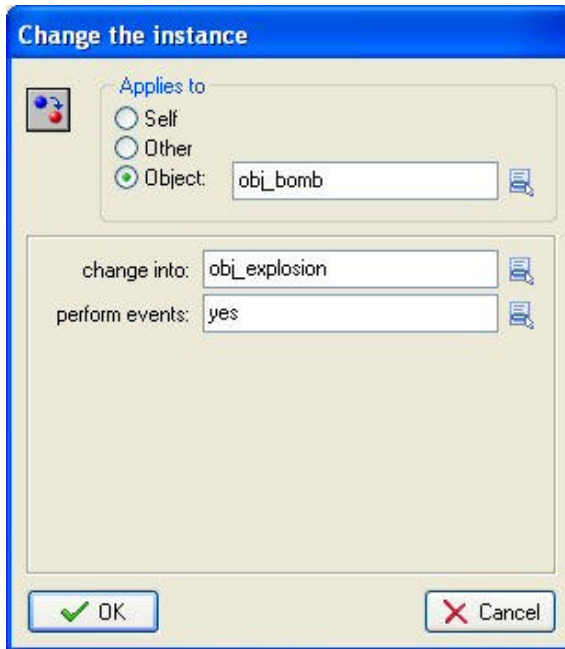 Change the instance
Applies to
Self
Other
Object: obj_bomb
change into: obj_explosion
perform events: yes
OK Cancel